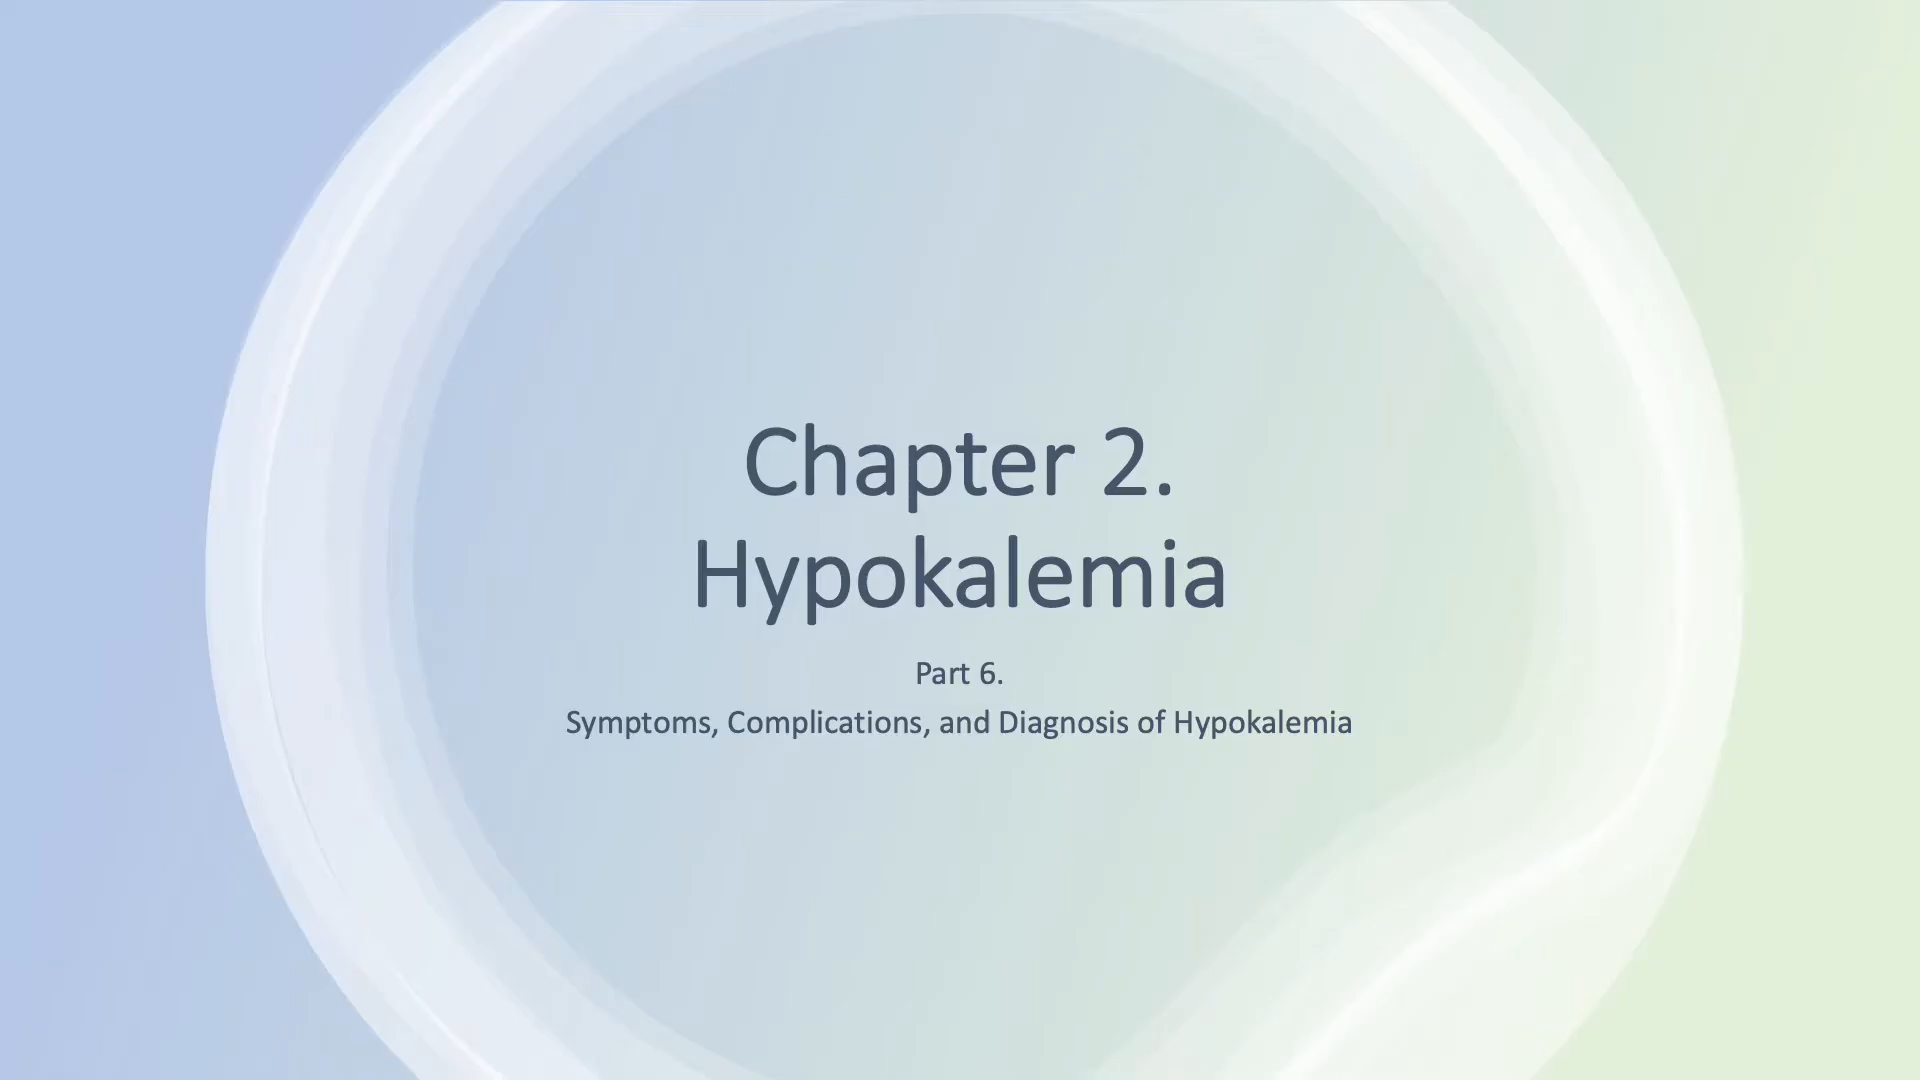 Chapter 2.
Hypokalemia
Part 6.
Symptoms, Complications, and Diagnosis of Hypokalemia